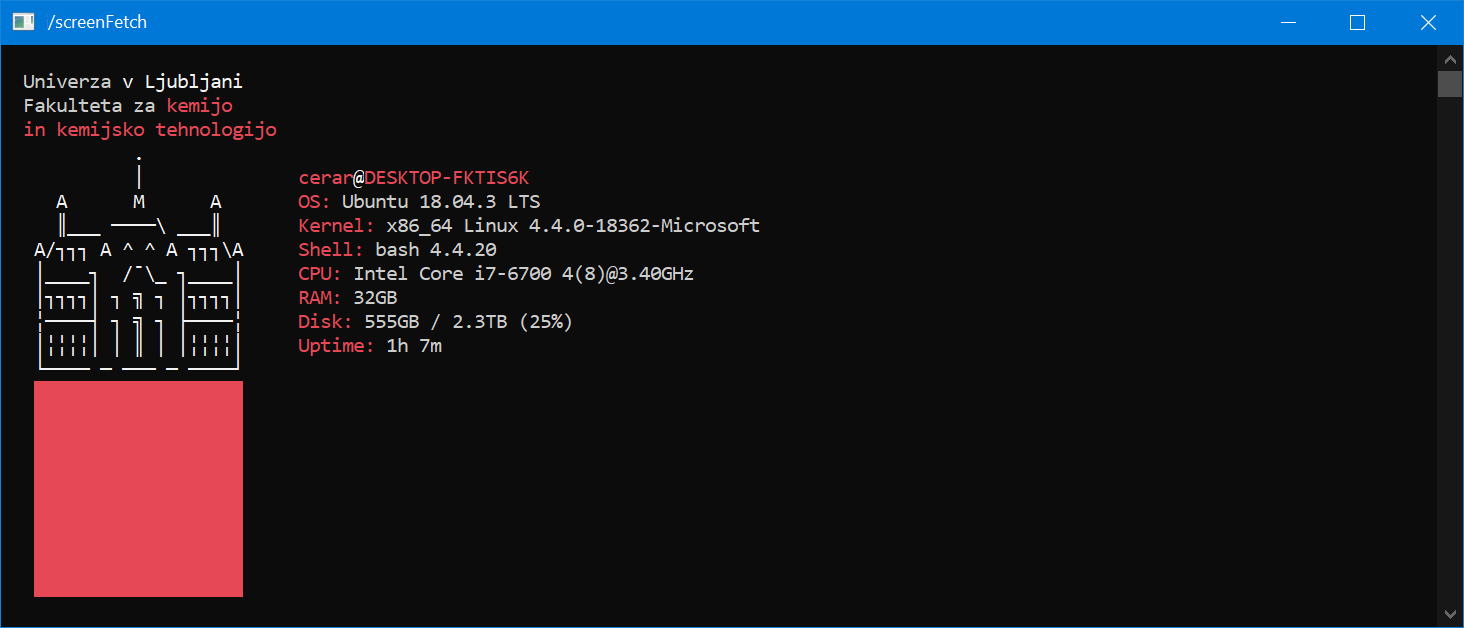 /screenFetch
Univerza v Ljubljani
Fakulteta za kemijo
in kemijsko tehnologijo
cerar@DESKTOP-FKTIS6K
OS: Ubuntu 18.04.3 LTS
Kernel: x86_64 Linux 4.4.0-18362-Microsoft
Shell: bash 4.4.20
CPU: Intel Core i7-6700 4(8)@3.40GHz
RAM: 32GB
Disk: 555GB / 2.3TB (25%)
Uptime: 1h 7m